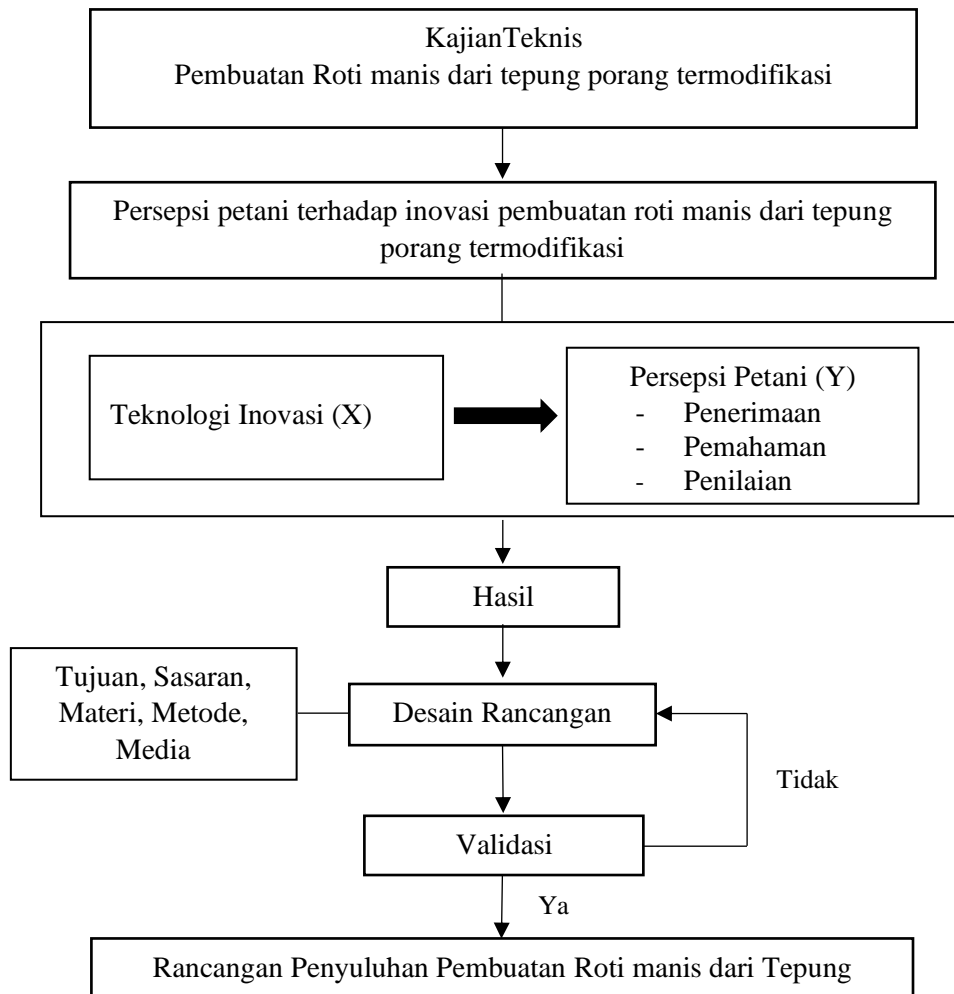 KajianTeknis
Pembuatan Roti manis dari tepung porang termodifikasi
Persepsi petani terhadap inovasi pembuatan roti manis dari tepung
porang termodifikasi
Teknologi Inovasi (X)
Persepsi Petani (Y)
- Penerimaan
- Pemahaman
- Penilaian
Hasil
Tujuan, Sasaran,
Materi, Metode,
Media
Desain Rancangan
Tidak
Validasi
Ya
Rancangan Penyuluhan Pembuatan Roti manis dari Tepung